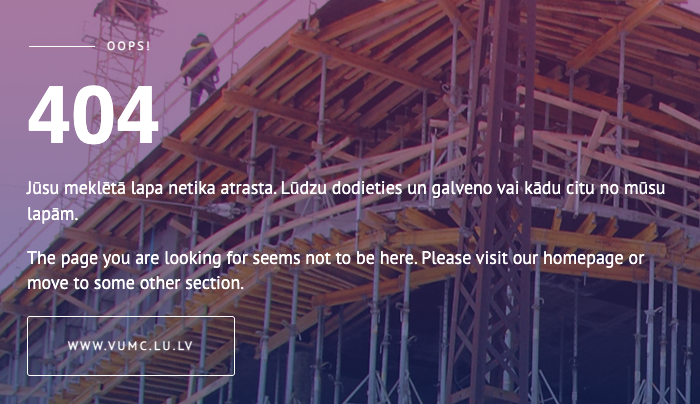 OOPS!
404
Jūsu meklētā lapa netika atrasta. Lūdzu dodieties un galveno vai kādu citu no mūsu
lapām.
The page you are looking for seems not to be here. Please visit our homepage or
move to some other section.
WWW.VUMC.LU.LV